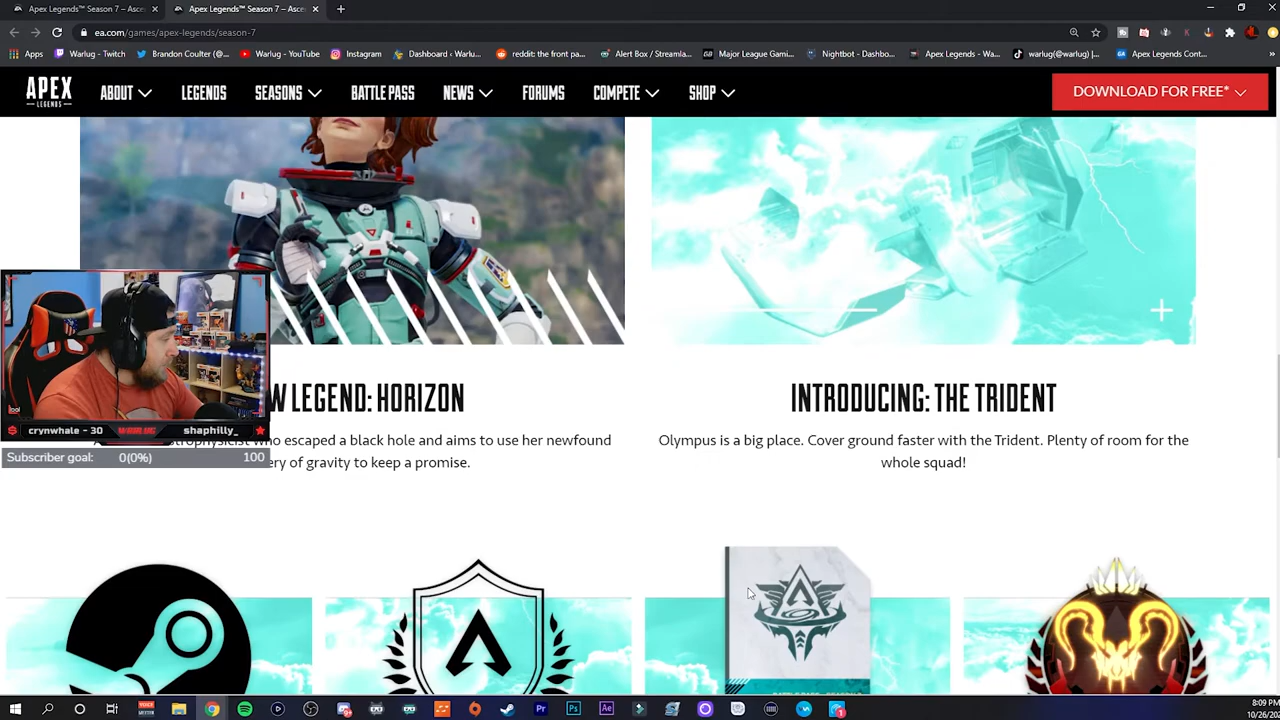 Apex Legends™ Season 7 – Asce
Apex Legends™ Season 7 – Asce
ea.com/games/apex-legends/season-7
Apps
Warlug - Twitch
Brandon Coulter (@...
Warlug - YouTube
Instagram
Dashboard ‹ Warlu...
reddit: the front pa...
Alert Box / Streamla...
Major League Gami...
Nightbot - Dashbo...
Apex Legends - Wa...
warlug(@warlug) |...
Apex Legends Cont...
APEX
LEGENDS
ABOUT
LEGENDS
SEASONS
BATTLE PASS
NEWS
FORUMS
COMPETE
SHOP
DOWNLOAD FOR FREE*
W LEGEND: HORIZON
INTRODUCING: THE TRIDENT
who escaped a black hole and aims to use her newfound
ery of gravity to keep a promise.
Olympus is a big place. Cover ground faster with the Trident. Plenty of room for the
whole squad!
crynwhale - 30
WARLUG
shaphilly_
Subscriber goal:
0(0%)
100
8:09 PM
10/26/20